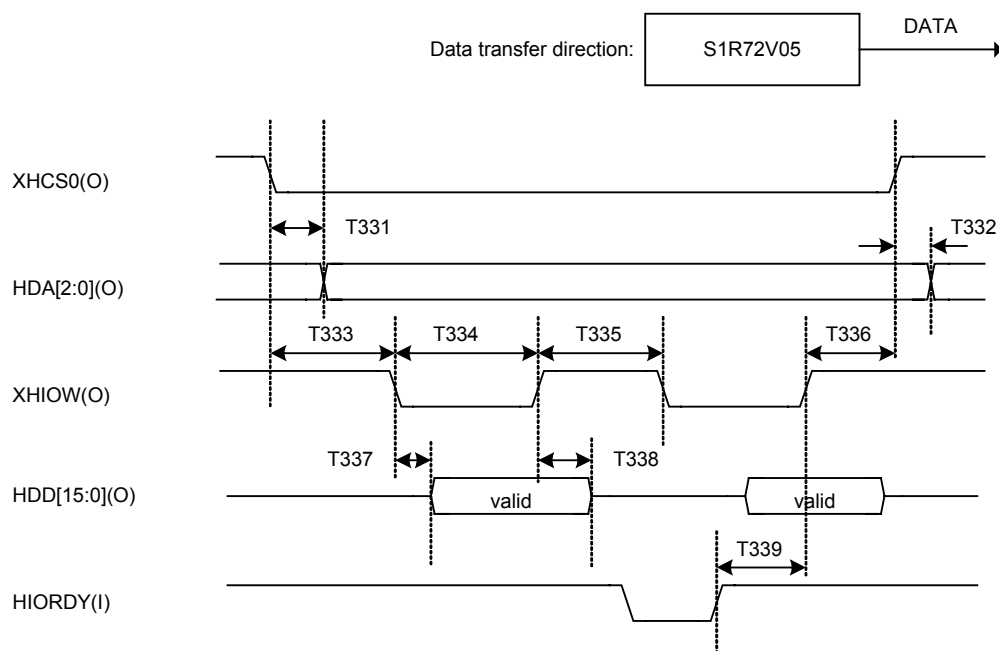 DATA
Data transfer direction: S1R72V05
XHCS0(O)
T331 T332
HDA[2:0](O)
T333 T334 T335 T336
XHIOW(O)
T337 T338
HDD[15:0](O) valid valid
T339
HIORDY(I)